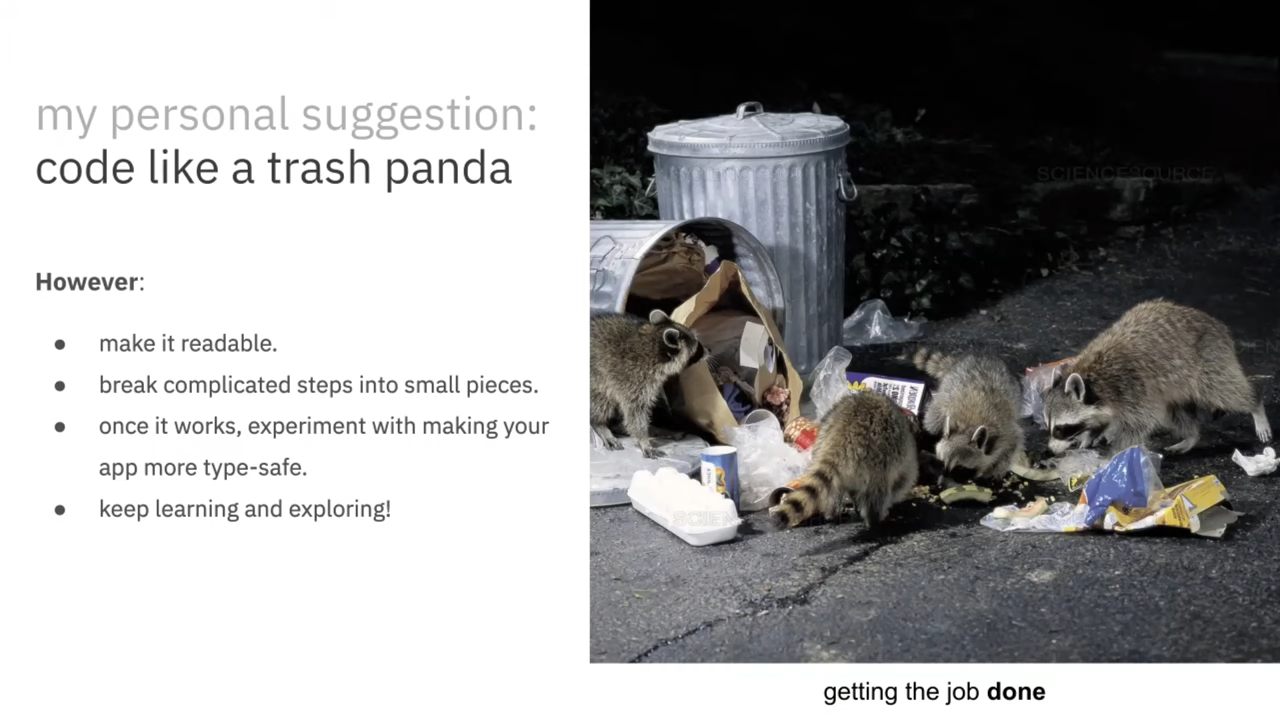 my personal suggestion:
code like a trash panda
However:
● make it readable.
● break complicated steps into small pieces.
● once it works, experiment with making your
app more type-safe.
● keep learning and exploring!
SCIENCESOURCE
getting the job done